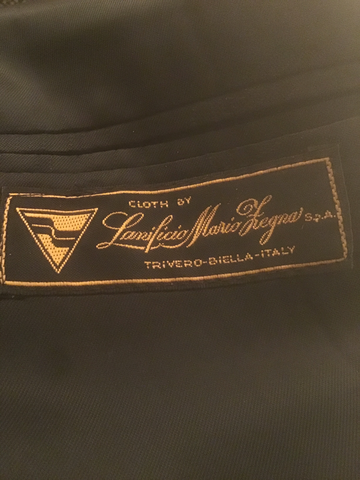 CLOTH BY
Lanificio Mario Zegna S.p.A.
TRIVERO-BIELLA-ITALY